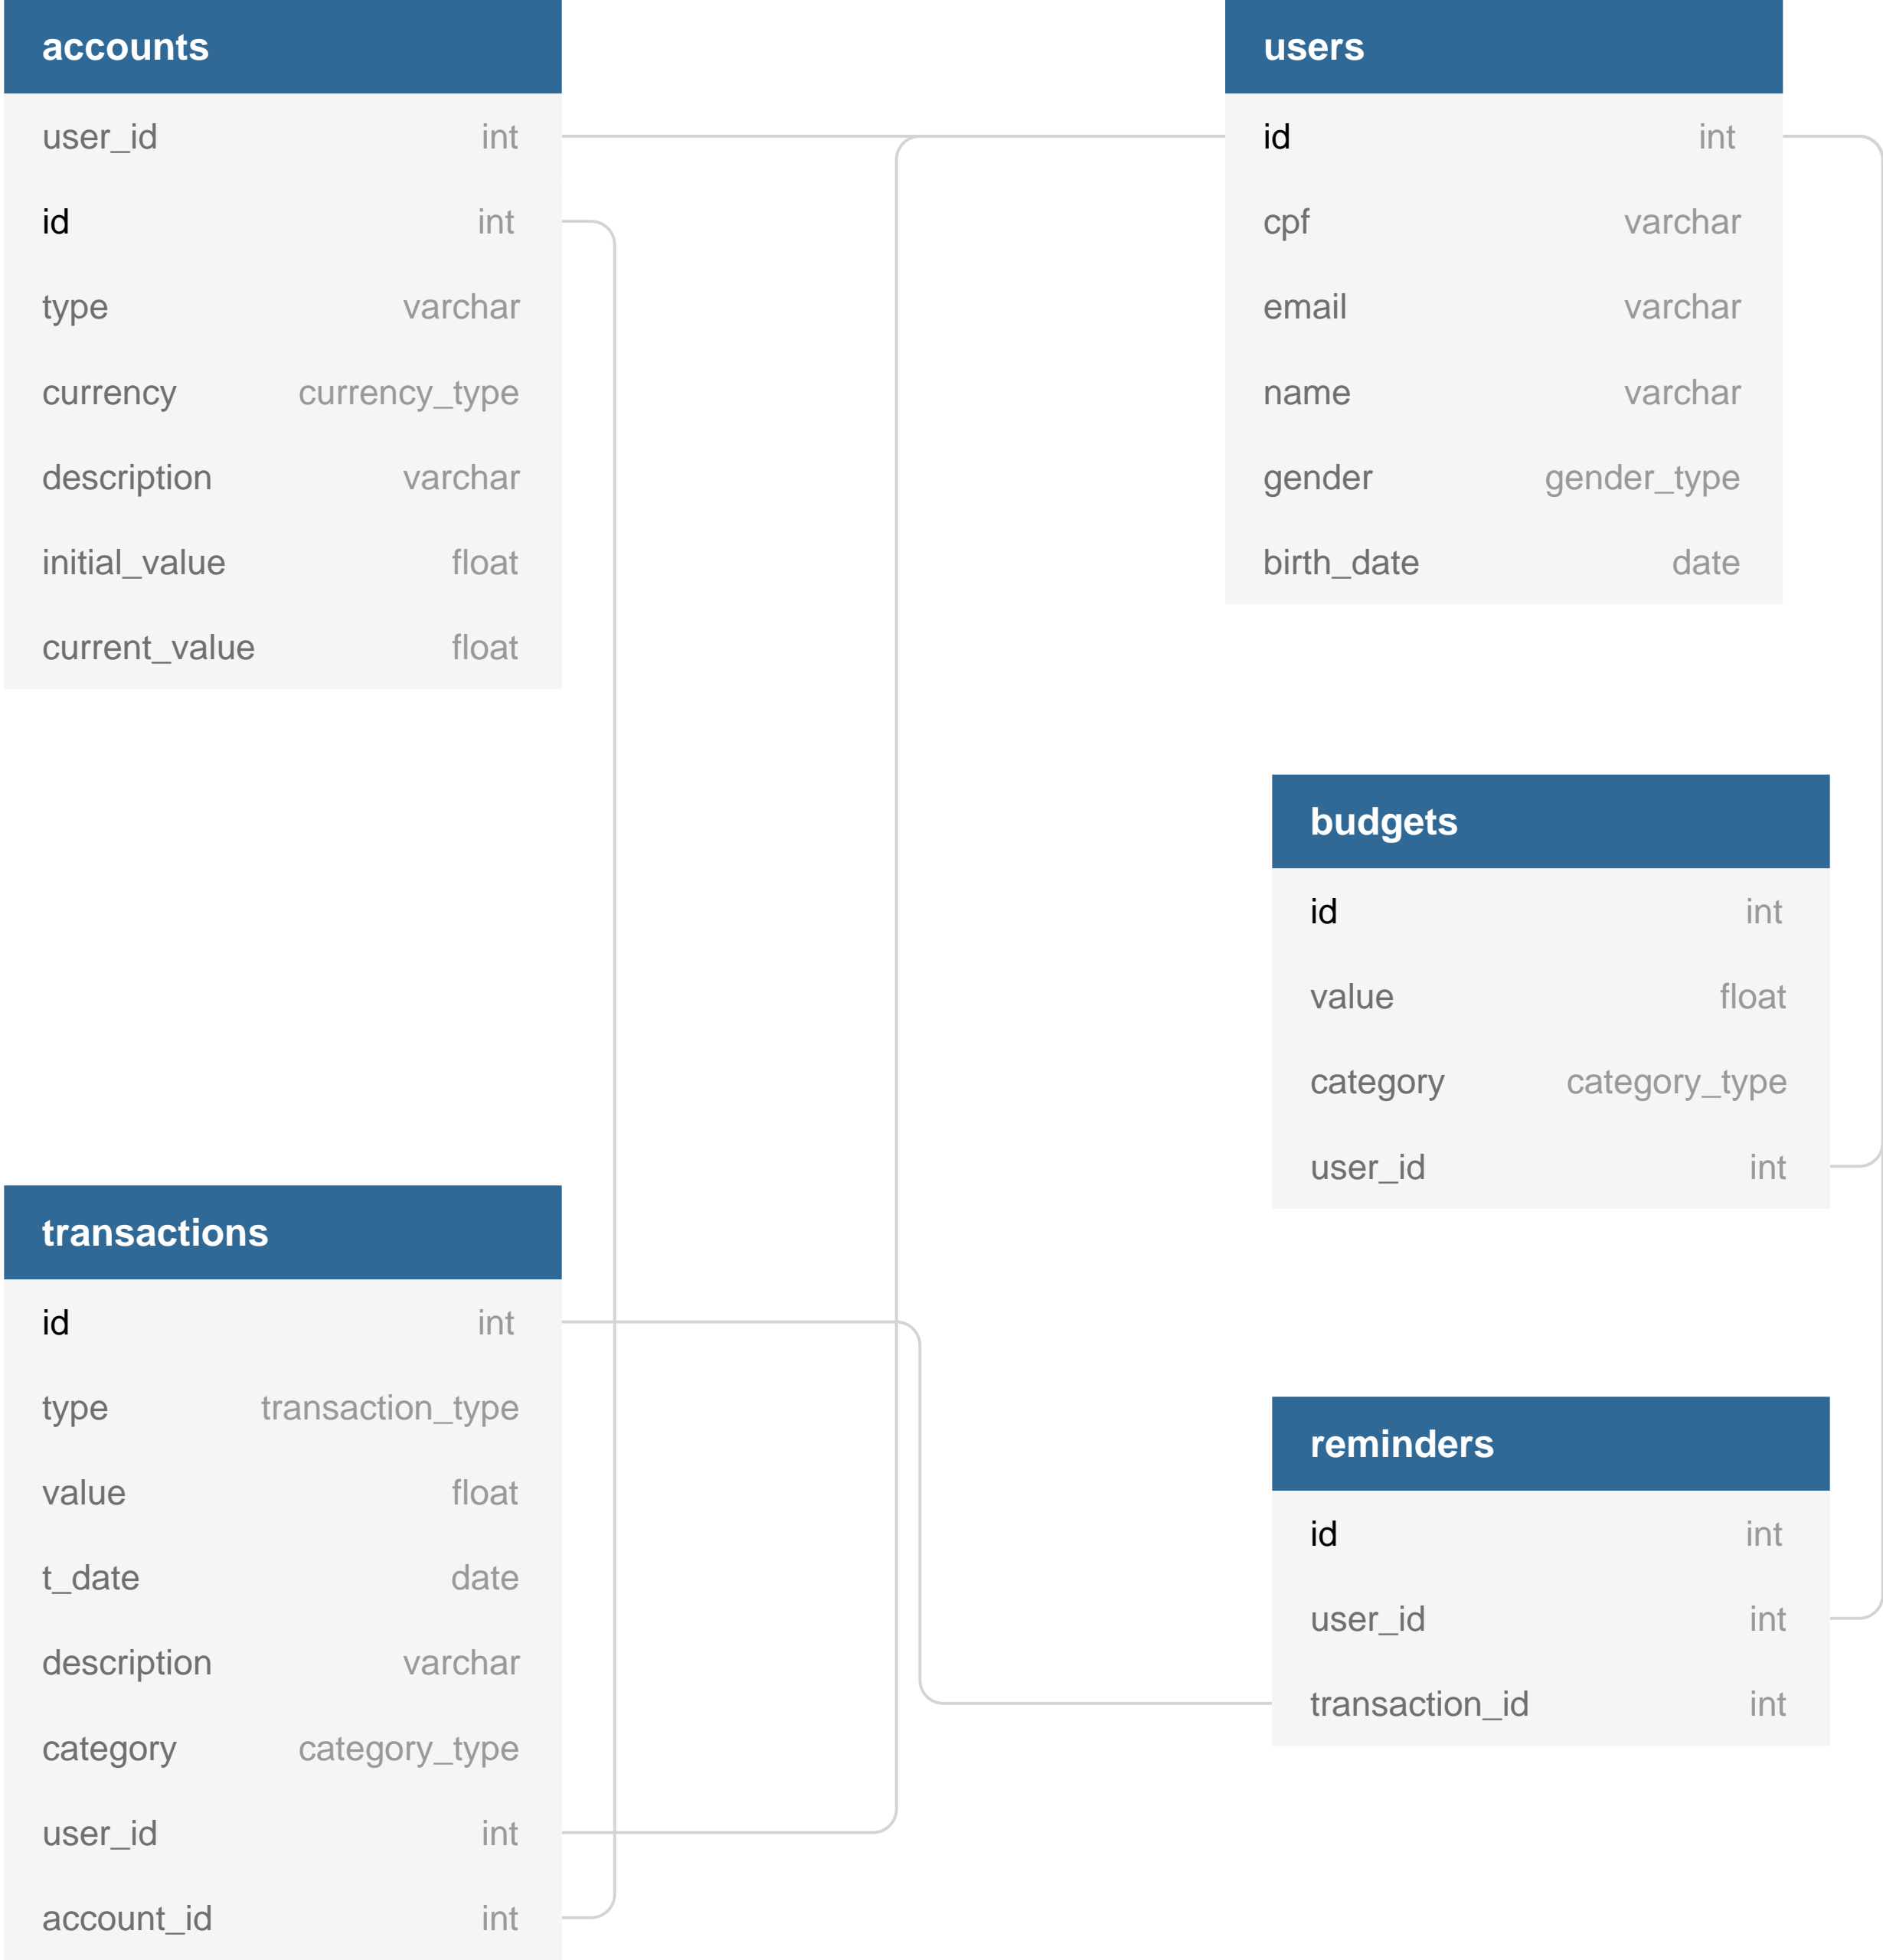 accounts
user_id int
id int
type varchar
currency currency_type
description varchar
initial_value float
current_value float
users
id int
cpf varchar
email varchar
name varchar
gender gender_type
birth_date date
budgets
id int
value float
category category_type
user_id int
transactions
id int
type transaction_type
value float
t_date date
description varchar
category category_type
user_id int
account_id int
reminders
id int
user_id int
transaction_id int